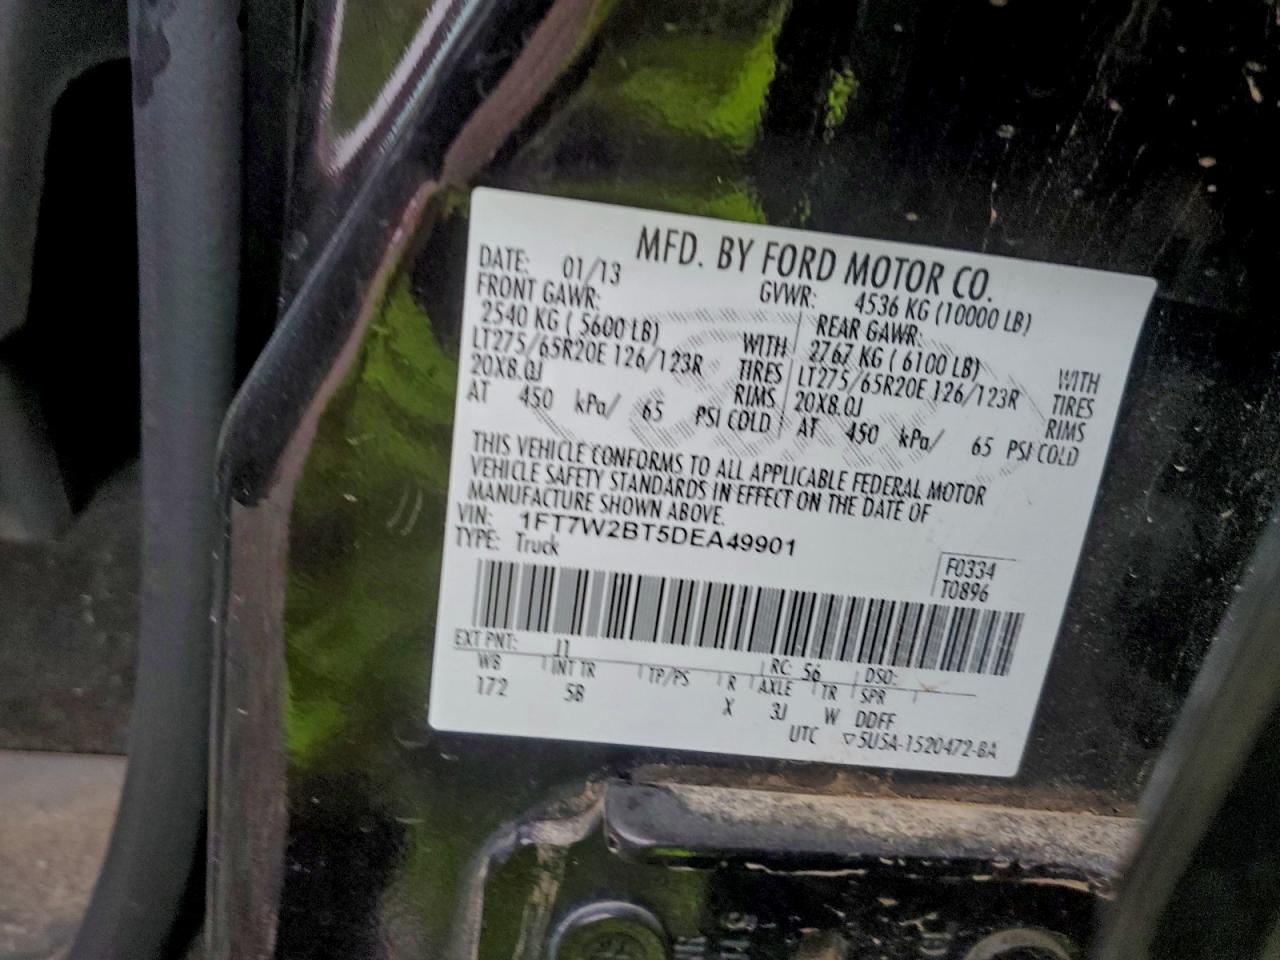 MFD. BY FORD MOTOR CO.
DATE: 01/13 GVWR: 4536 KG (10000 LB)
FRONT GAWR: REAR GAWR:
2540 KG ( 5600 LB) WITH 2767 KG ( 6100 LB) WITH
LT275/65R20E 126/123R TIRES LT275/65R20E 126/123R TIRES
20X8.0J RIMS 20X8.0J RIMS
AT 450 kPa/ 65 PSI COLD AT 450 kPa/ 65 PSI COLD
THIS VEHICLE CONFORMS TO ALL APPLICABLE FEDERAL MOTOR
VEHICLE SAFETY STANDARDS IN EFFECT ON THE DATE OF
MANUFACTURE SHOWN ABOVE.
VIN: 1FT7W2BT5DEA49901
TYPE: Truck
F0334
T0896
EXT PNT: J1 RC: 56 DSO:
WB INT TR TP/PS R AXLE TR SPR
172 5B X 3J W DDFF
UTC ▽5U5A-1520472-BA